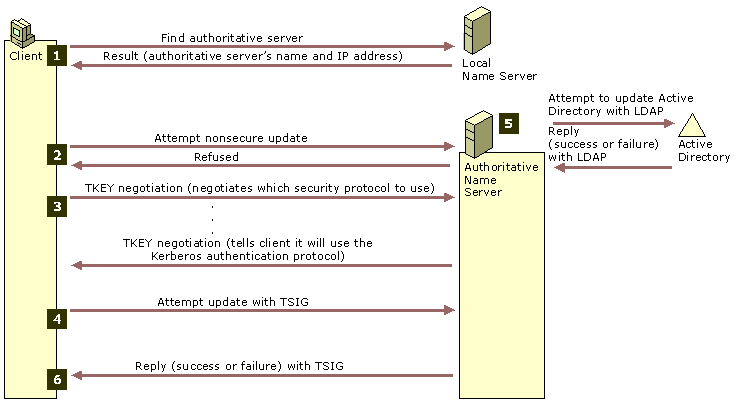 Find authoritative server
Client
1
Result (authoritative server's name and IP address)
Local
Name Server
5
Attempt to update Active
Directory with LDAP
Reply
(success or failure)
with LDAP
Active
Directory
Attempt nonsecure update
2
Refused
Authoritative
Name
Server
TKEY negotiation (negotiates which security protocol to use)
3
.
.
.
TKEY negotiation (tells client it will use the
Kerberos authentication protocol)
Attempt update with TSIG
4
Reply (success or failure) with TSIG
6